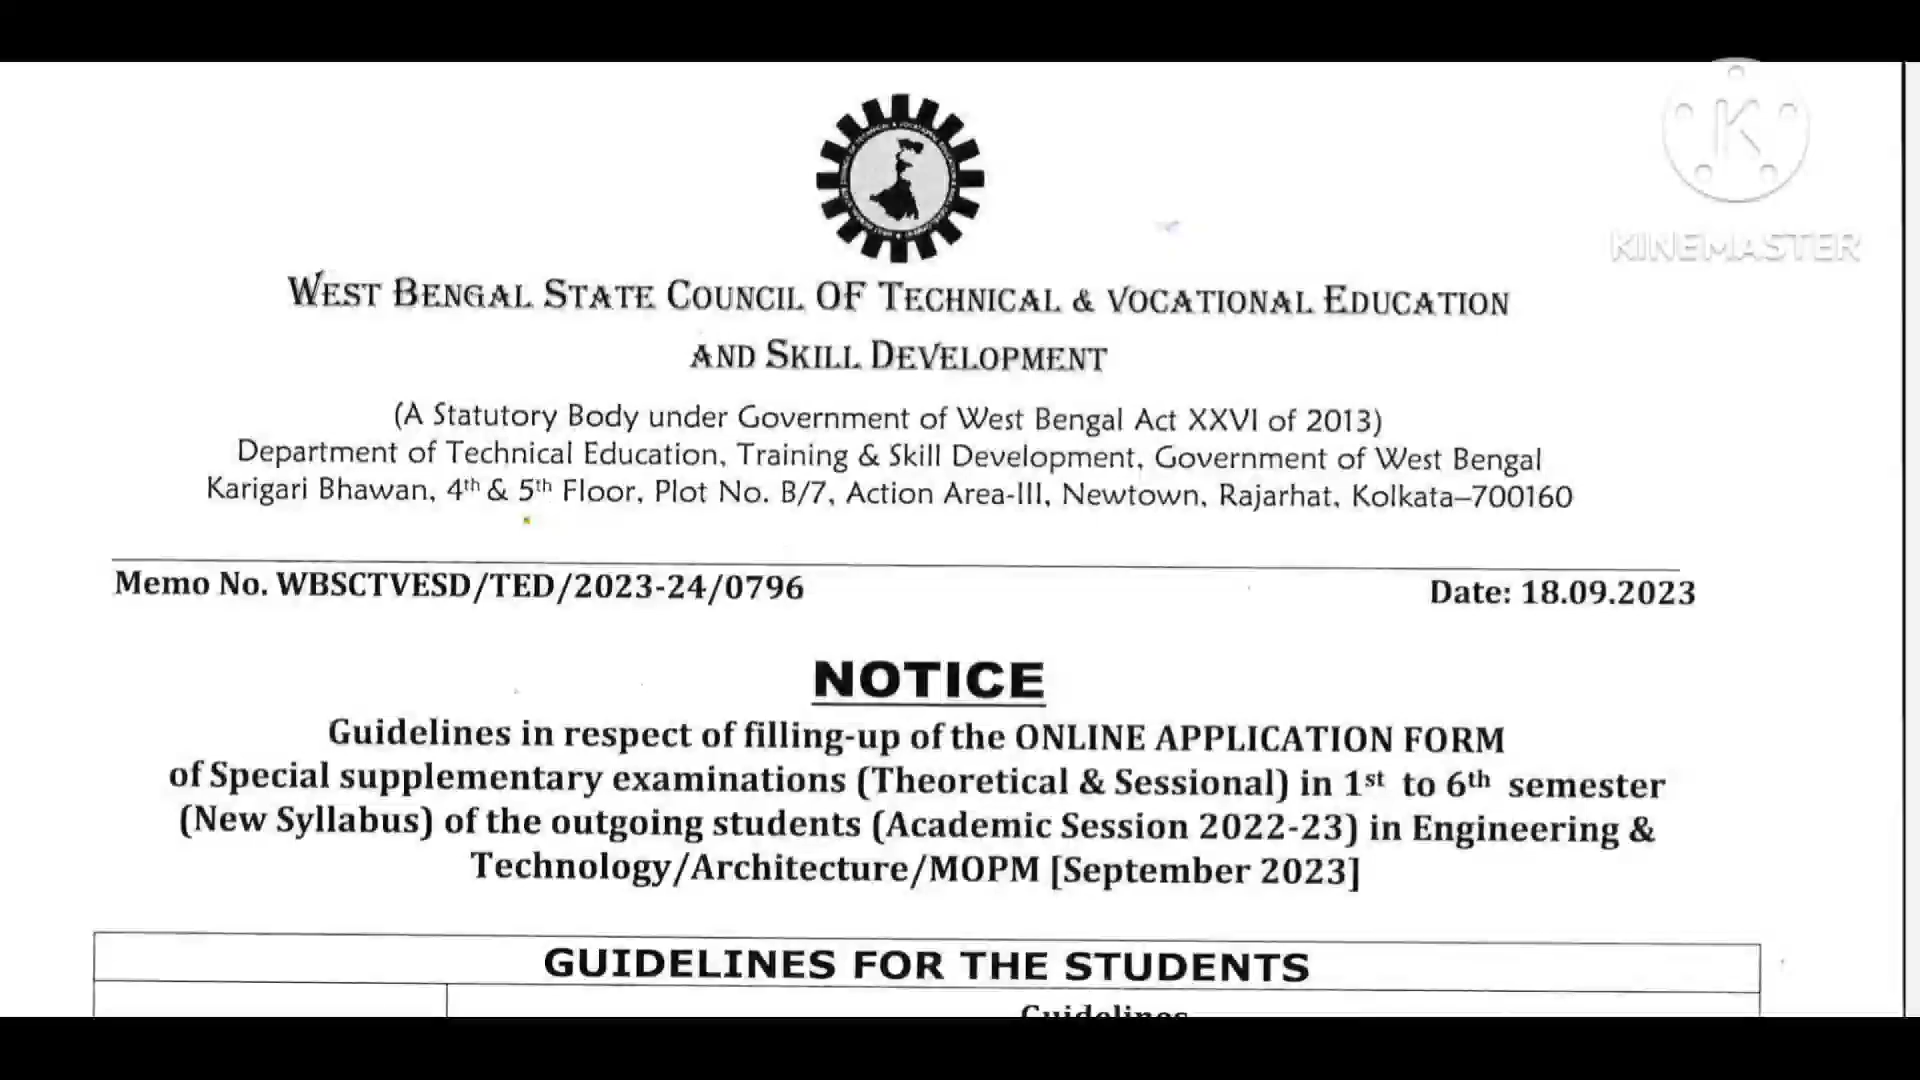 KINEMASTER
WEST BENGAL STATE COUNCIL OF TECHNICAL & VOCATIONAL EDUCATION
AND SKILL DEVELOPMENT
(A Statutory Body under Government of West Bengal Act XXVI of 2013)
Department of Technical Education, Training & Skill Development, Government of West Bengal
Karigari Bhawan, 4th & 5th Floor, Plot No. B/7, Action Area-III, Newtown, Rajarhat, Kolkata–700160
Memo No. WBSCTVESD/TED/2023-24/0796 Date: 18.09.2023
NOTICE
Guidelines in respect of filling-up of the ONLINE APPLICATION FORM
of Special supplementary examinations (Theoretical & Sessional) in 1st to 6th semester
(New Syllabus) of the outgoing students (Academic Session 2022-23) in Engineering &
Technology/Architecture/MOPM [September 2023]
GUIDELINES FOR THE STUDENTS
Guidelines